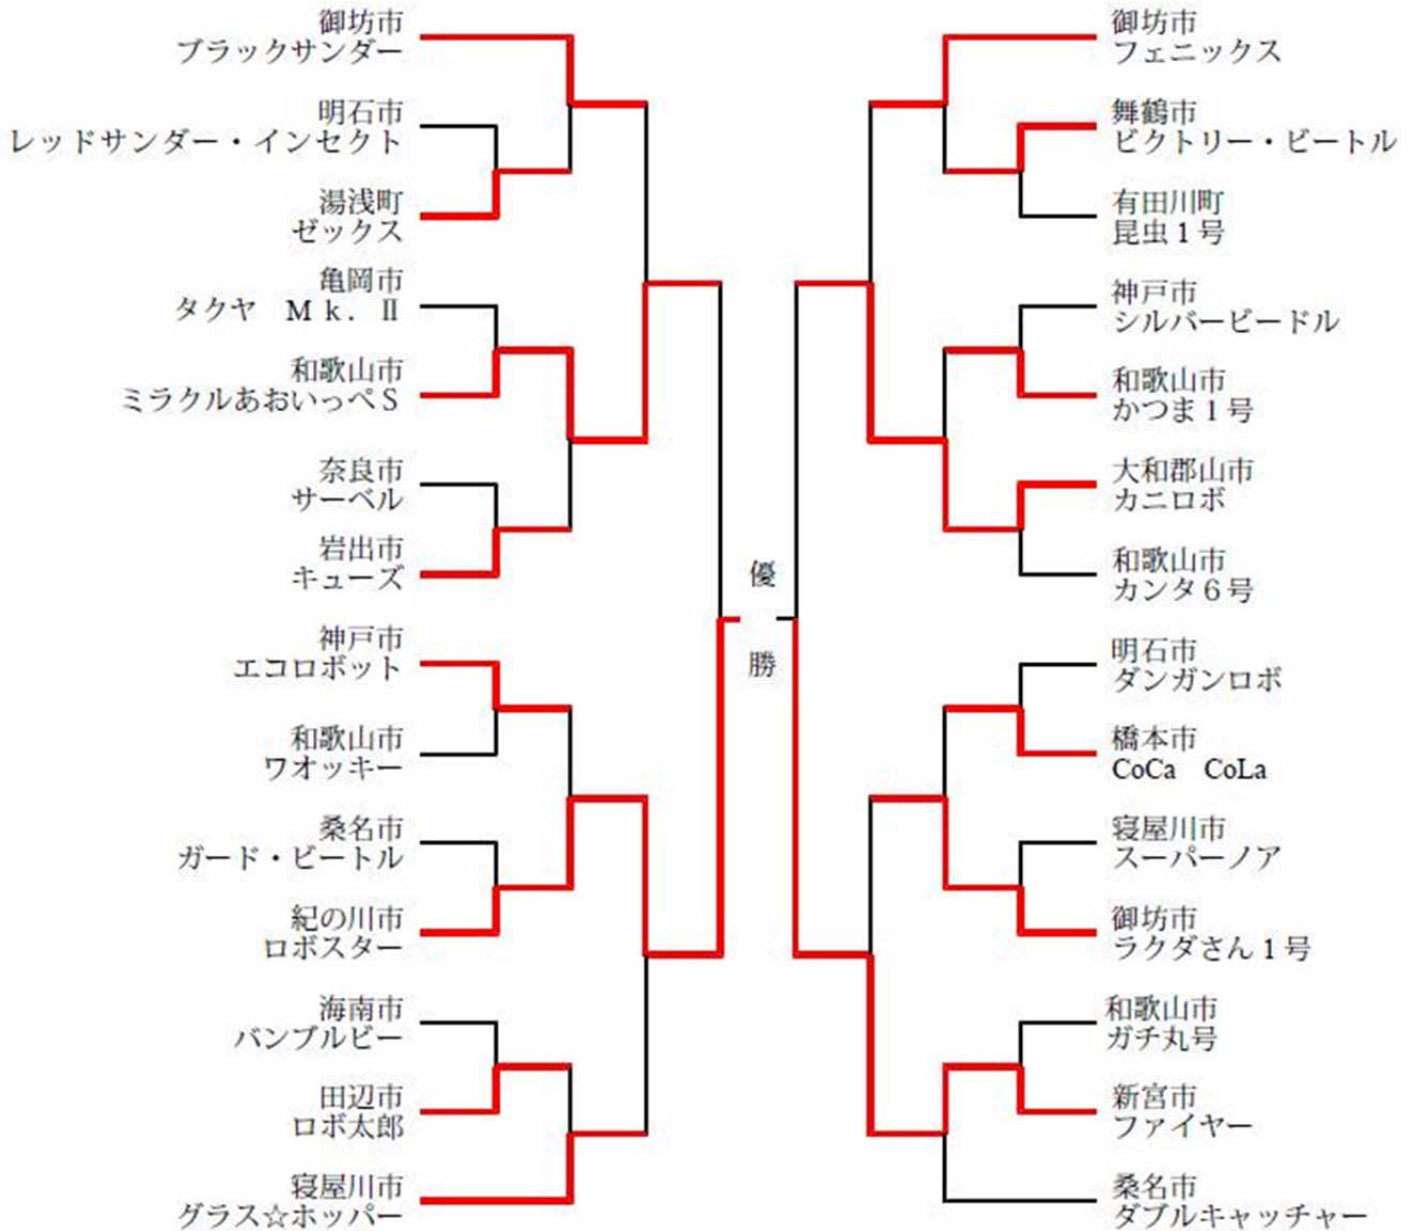 御坊市
ブラックサンダー
明石市
レッドサンダー・インセクト
湯浅町
ゼックス
亀岡市
タクヤ　Ｍｋ．Ⅱ
和歌山市
ミラクルあおいっぺＳ
奈良市
サーベル
岩出市
キューズ
神戸市
エコロボット
和歌山市
ワオッキー
桑名市
ガード・ビートル
紀の川市
ロボスター
海南市
バンブルビー
田辺市
ロボ太郎
寝屋川市
グラス☆ホッパー
優
勝
御坊市
フェニックス
舞鶴市
ビクトリー・ビートル
有田川町
昆虫１号
神戸市
シルバービードル
和歌山市
かつま１号
大和郡山市
カニロボ
和歌山市
カンタ６号
明石市
ダンガンロボ
橋本市
CoCa　CoLa
寝屋川市
スーパーノア
御坊市
ラクダさん１号
和歌山市
ガチ丸号
新宮市
ファイヤー
桑名市
ダブルキャッチャー